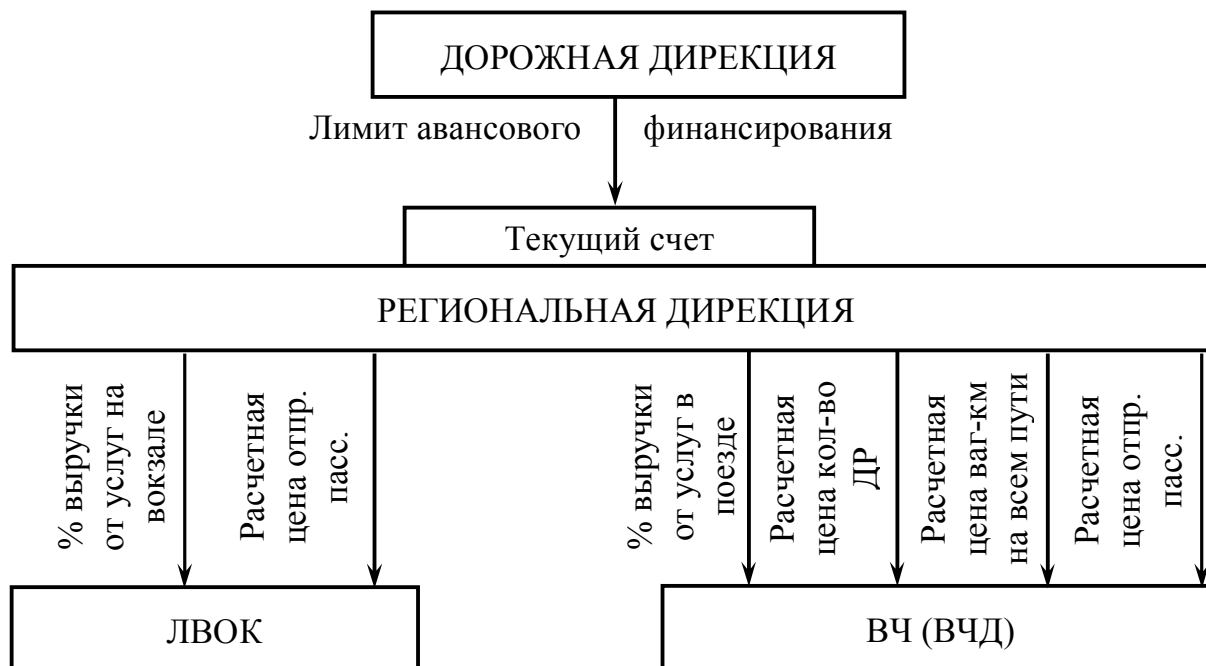 ДОРОЖНАЯ ДИРЕКЦИЯ
Лимит авансового финансирования
Текущий счет
РЕГИОНАЛЬНАЯ ДИРЕКЦИЯ
% выручки
от услуг на
вокзале
Расчетная
цена отпр.
пасс.
% выручки
от услуг в
поезде
Расчетная
цена кол-во
ДР
Расчетная
цена ваг-км
на всем пути
Расчетная
цена отпр.
пасс.
ЛВОК
ВЧ (ВЧД)